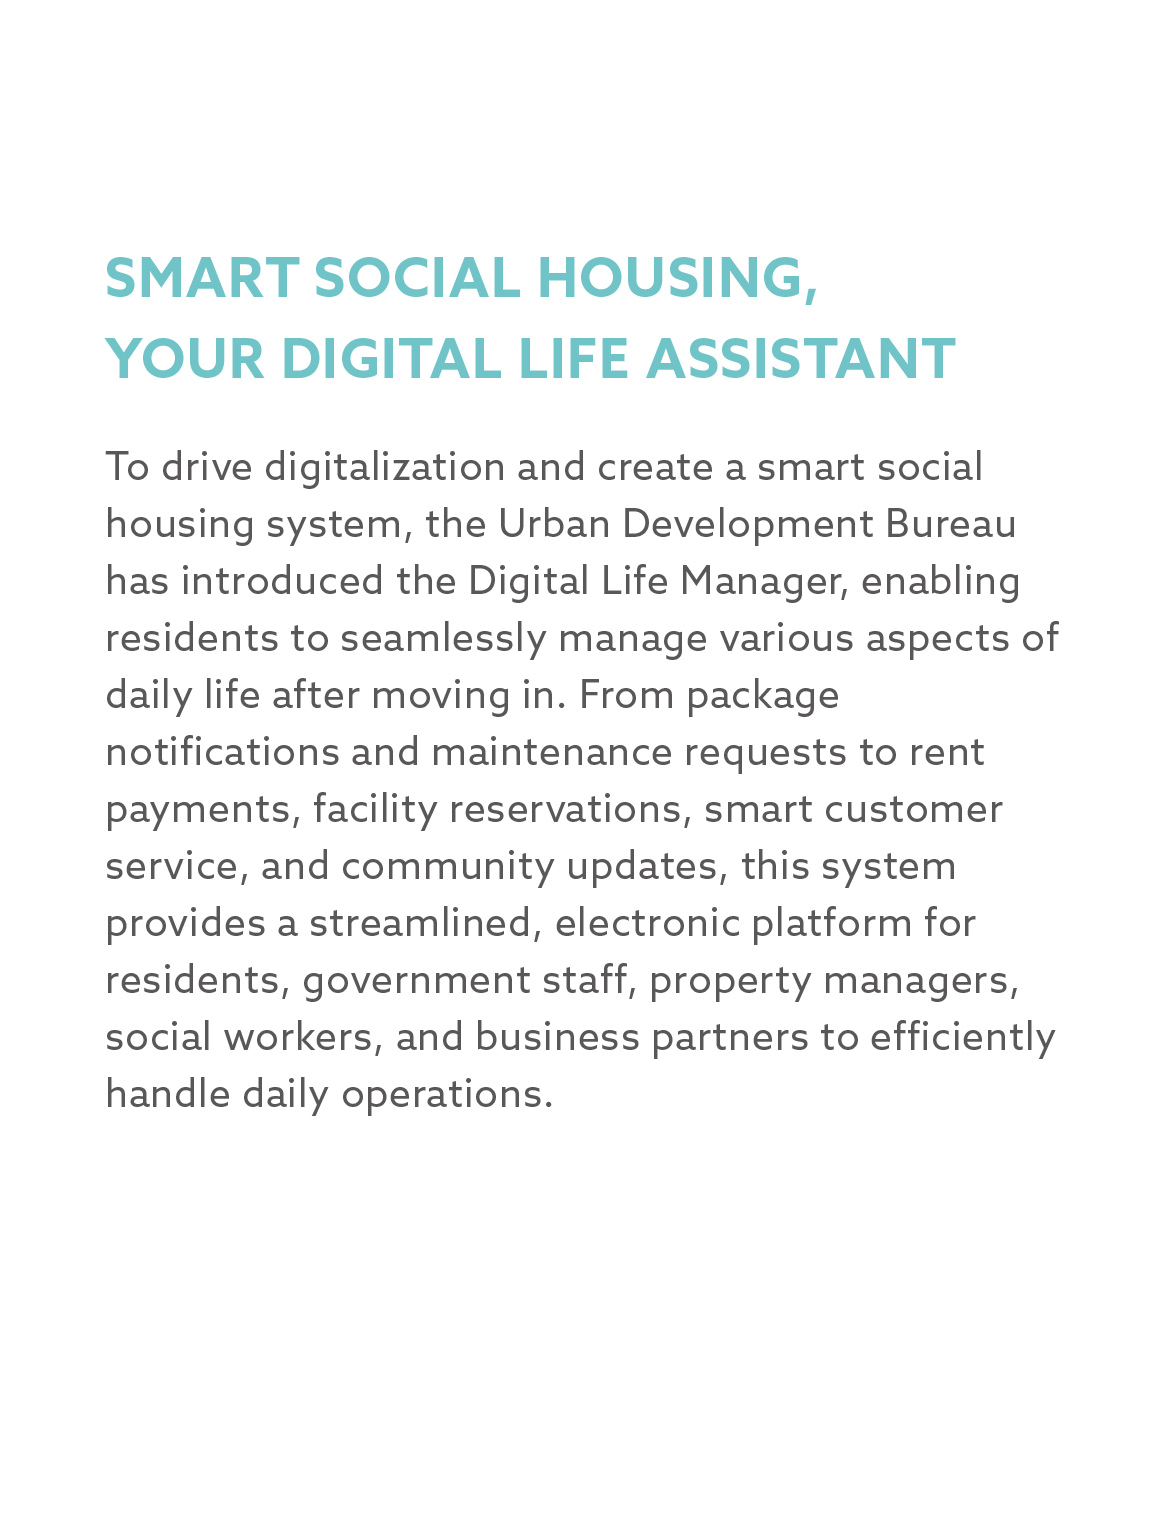 SMART SOCIAL HOUSING,
YOUR DIGITAL LIFE ASSISTANT
To drive digitalization and create a smart social
housing system, the Urban Development Bureau
has introduced the Digital Life Manager, enabling
residents to seamlessly manage various aspects of
daily life after moving in. From package
notifications and maintenance requests to rent
payments, facility reservations, smart customer
service, and community updates, this system
provides a streamlined, electronic platform for
residents, government staff, property managers,
social workers, and business partners to efficiently
handle daily operations.